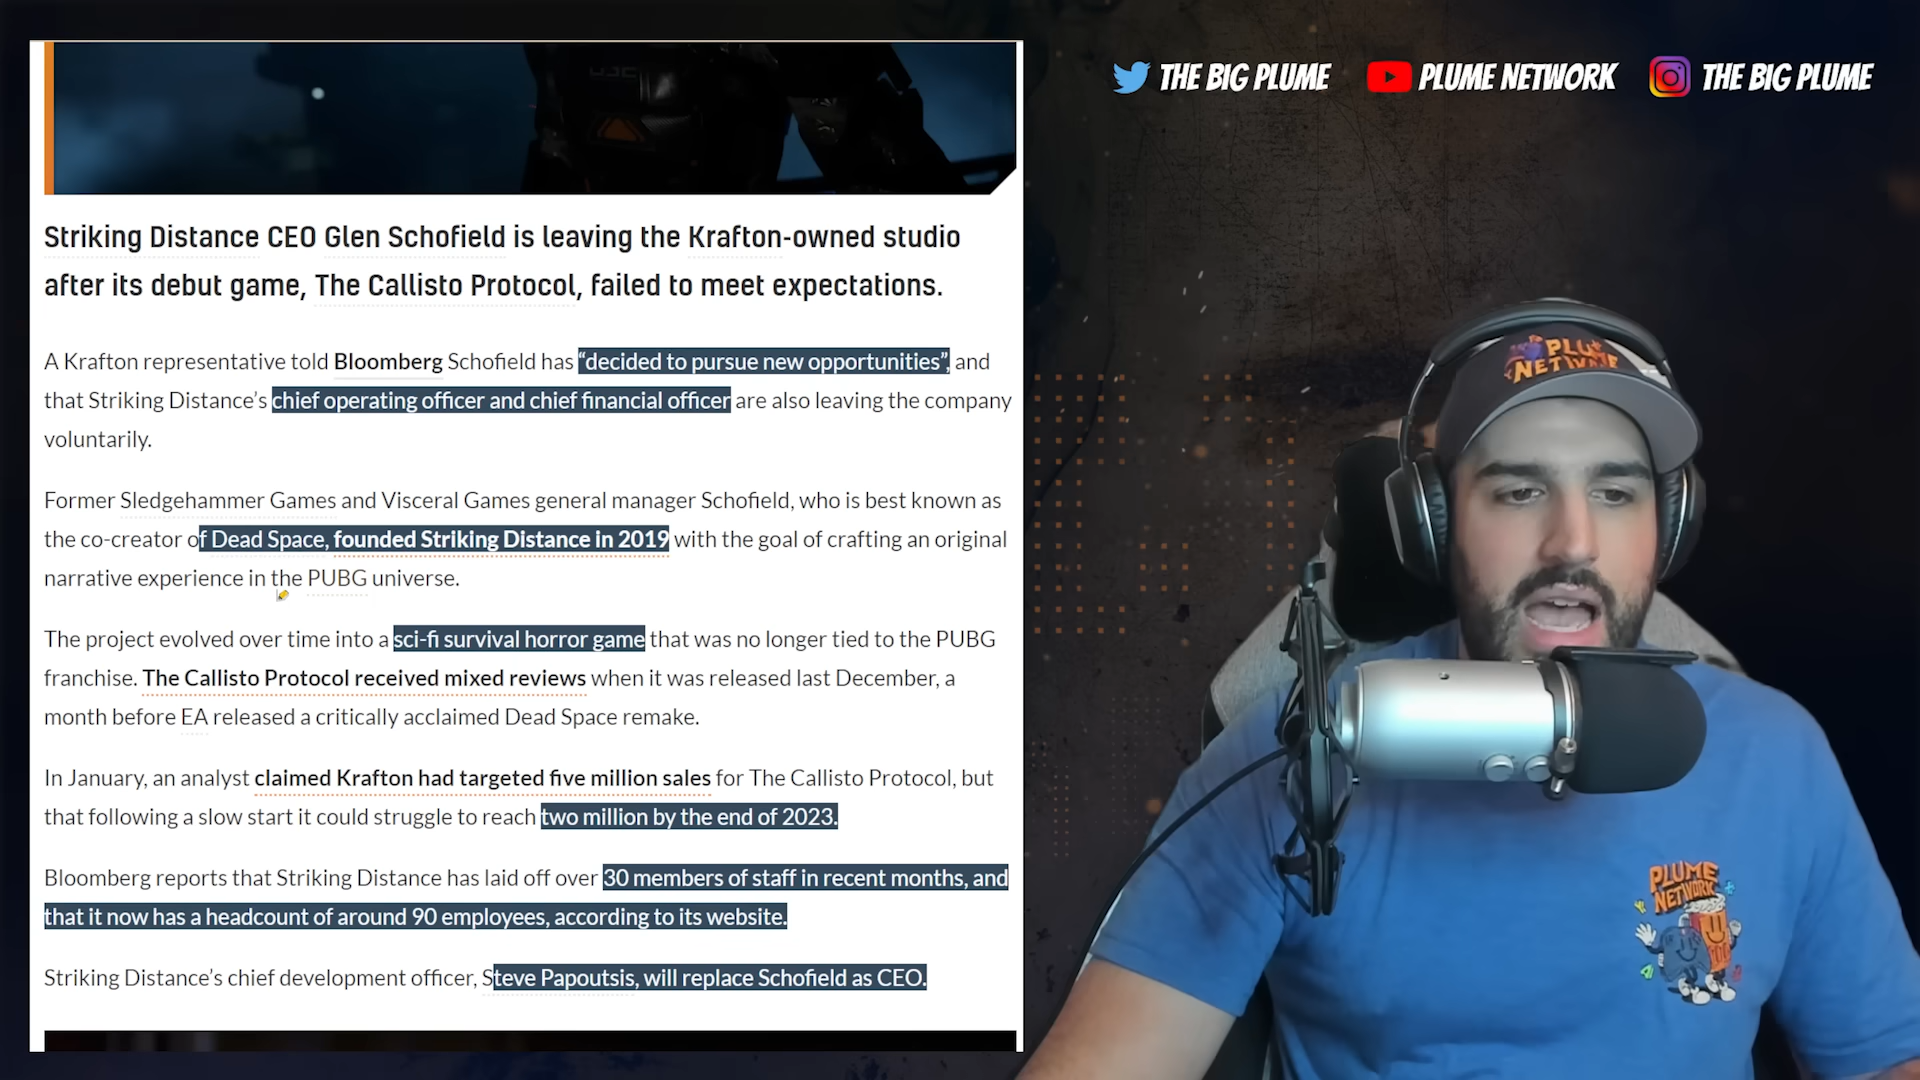 THE BIG PLUME
PLUME NETWORK
THE BIG PLUME
UJC
Striking Distance CEO Glen Schofield is leaving the Krafton-owned studio
after its debut game, The Callisto Protocol, failed to meet expectations.
A Krafton representative told Bloomberg Schofield has “decided to pursue new opportunities”, and
that Striking Distance’s chief operating officer and chief financial officer are also leaving the company
voluntarily.
Former Sledgehammer Games and Visceral Games general manager Schofield, who is best known as
the co-creator of Dead Space, founded Striking Distance in 2019 with the goal of crafting an original
narrative experience in the PUBG universe.
The project evolved over time into a sci-fi survival horror game that was no longer tied to the PUBG
franchise. The Callisto Protocol received mixed reviews when it was released last December, a
month before EA released a critically acclaimed Dead Space remake.
In January, an analyst claimed Krafton had targeted five million sales for The Callisto Protocol, but
that following a slow start it could struggle to reach two million by the end of 2023.
Bloomberg reports that Striking Distance has laid off over 30 members of staff in recent months, and
that it now has a headcount of around 90 employees, according to its website.
Striking Distance’s chief development officer, Steve Papoutsis, will replace Schofield as CEO.
PLUME
NETWORK
PLUME
NETWORK